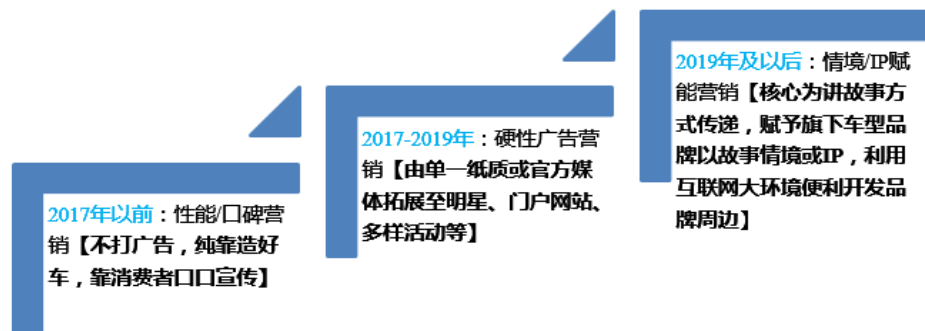 2017年以前：性能/口碑营
销【不打广告，纯靠造好
车，靠消费者口口宣传】
2017-2019年：硬性广告营
销【由单一纸质或官方媒
体拓展至明星、门户网站、
多样活动等】
2019年及以后：情境/IP赋
能营销【核心为讲故事方
式传递，赋予旗下车型品
牌以故事情境或IP，利用
互联网大环境便利开发品
牌周边】